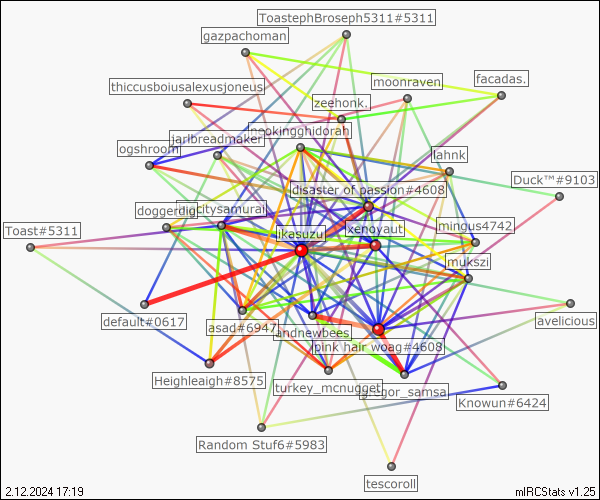 ToastephBroseph5311#5311
gazpachoman
moonraven
facadas.
thiccusboiusalexusjoneus
zeehonk.
nookingghidorah
jarlbreadmaker
ogshroom
lahnk
Duck™#9103
disaster of passion#4608
doggerdig
citysamurai
mingus4742
ikasuzu
xenoyaut
Toast#5311
mukszi
default#0617
asad#6947
andnewbees
avelicious
pink hair woag#4608
Heighleaigh#8575
turkey_mcnugget
gregor_samsa
Knowun#6424
Random Stuf6#5983
tescoroll
2.12.2024 17:19
mIRCStats v1.25